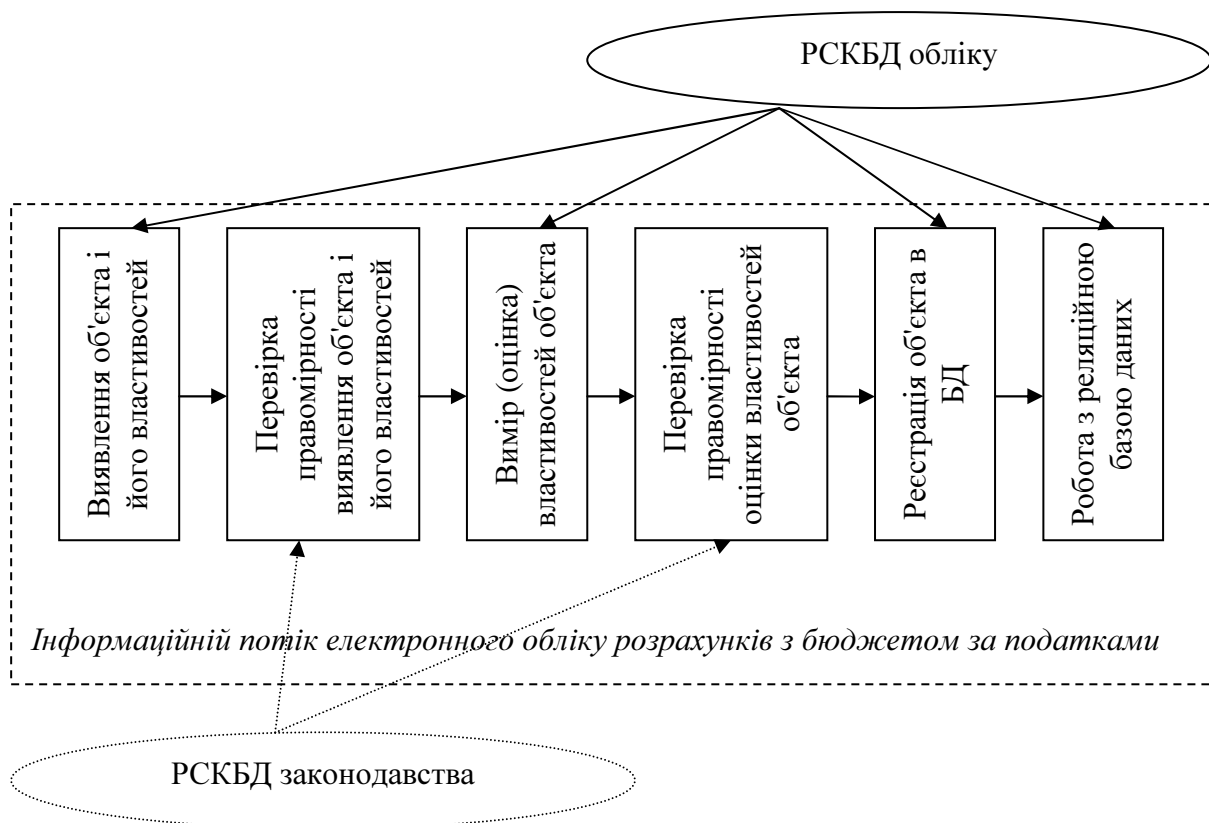 РСКБД обліку
Виявлення об'єкта і
його властивостей
Перевірка
правомірності
виявлення об'єкта і
його властивостей
Вимір (оцінка)
властивостей об'єкта
Перевірка
правомірності
оцінки властивостей
об'єкта
Реєстрація об'єкта в
БД
Робота з реляційною
базою даних
Інформаційній потік електронного обліку розрахунків з бюджетом за податками
РСКБД законодавства